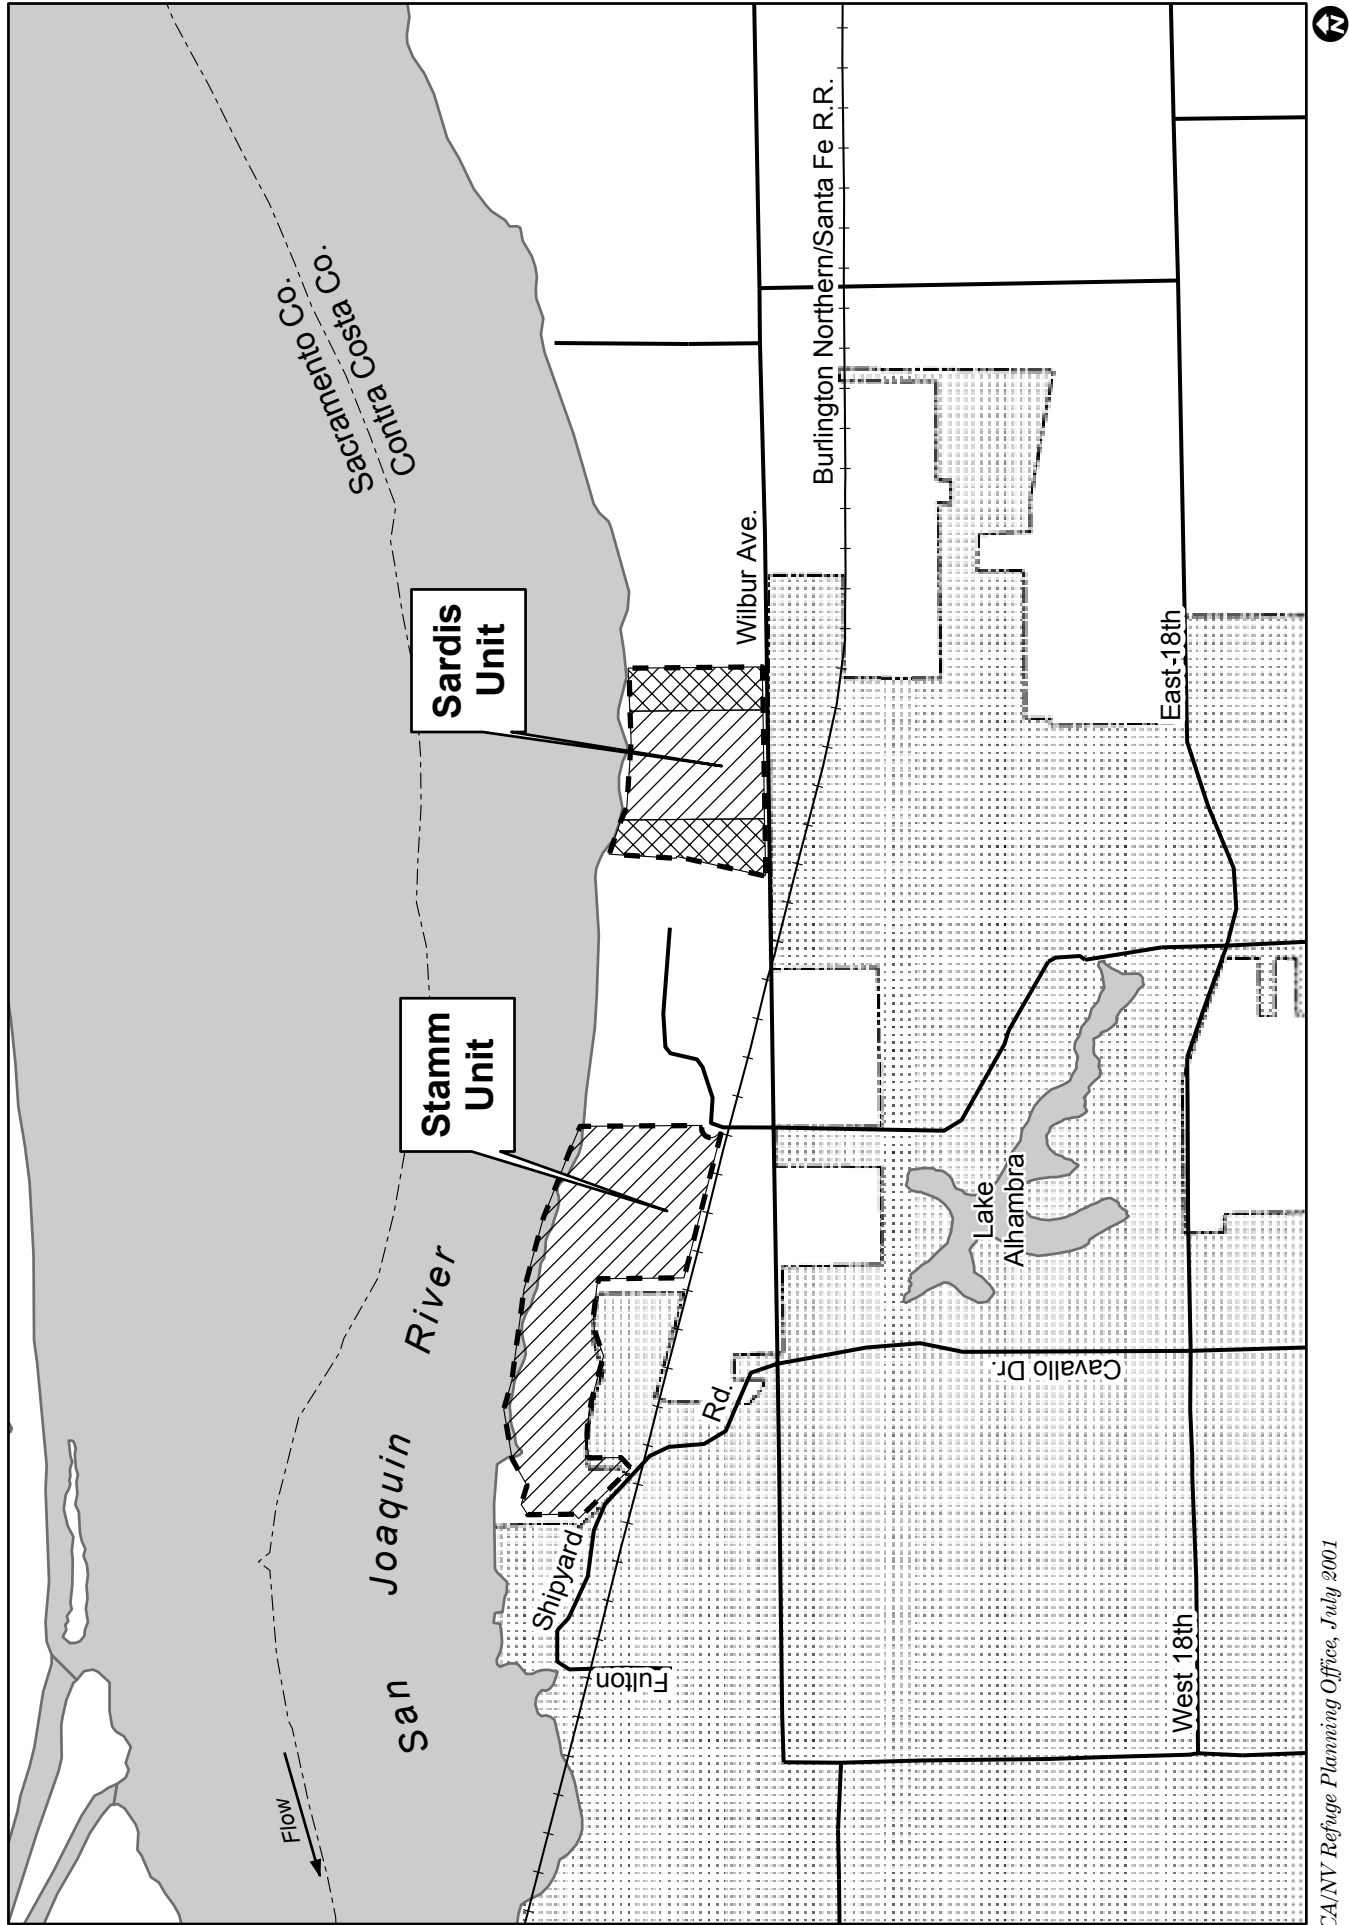 Sacramento Co.
Contra Costa Co.
Flow
San Joaquin River
Stamm
Unit
Sardis
Unit
Wilbur Ave.
Burlington Northern/Santa Fe R.R.
Shipyard Rd.
Fulton
Cavallo Dr.
Lake
Alhambra
West 18th
East 18th
CA/NV Refuge Planning Office, July 2001
N